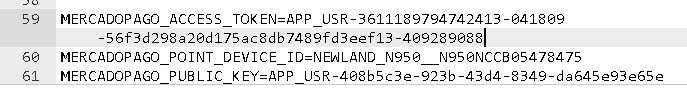 59 MERCADOPAGO_ACCESS_TOKEN=APP_USR-3611189794742413-041809
-56f3d298a20d175ac8db7489fd3eef13-409289088
60 MERCADOPAGO_POINT_DEVICE_ID=NEWLAND_N950__N950NCCB05478475
61 MERCADOPAGO_PUBLIC_KEY=APP_USR-408b5c3e-923b-43d4-8349-da645e93e65e